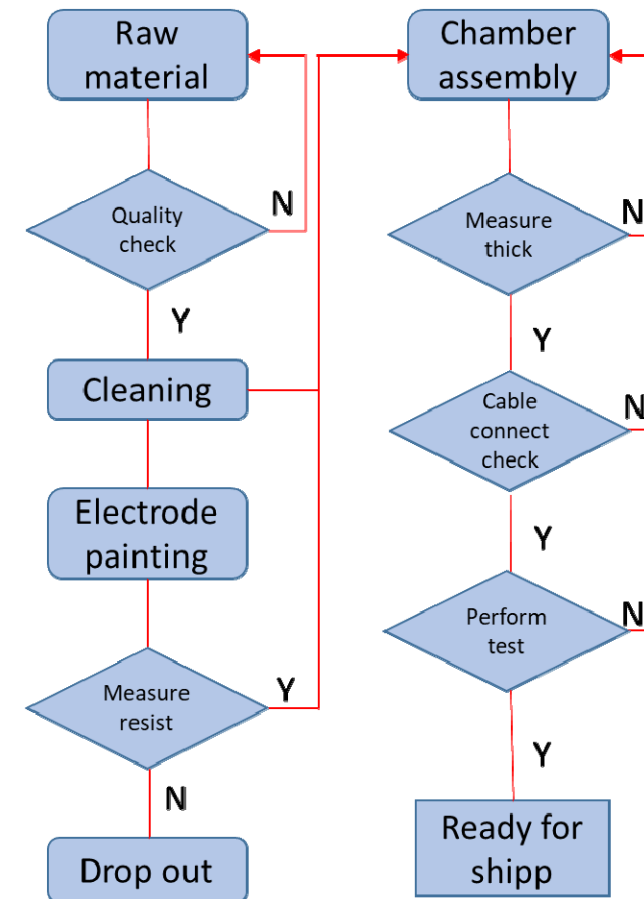 Raw
material
N
Quality
check
Y
Cleaning
Electrode
painting
Measure
resist
Y
N
Drop out
Chamber
assembly
N
Measure
thick
Y
N
Cable
connect
check
Y
N
Perform
test
Y
Ready for
shipp